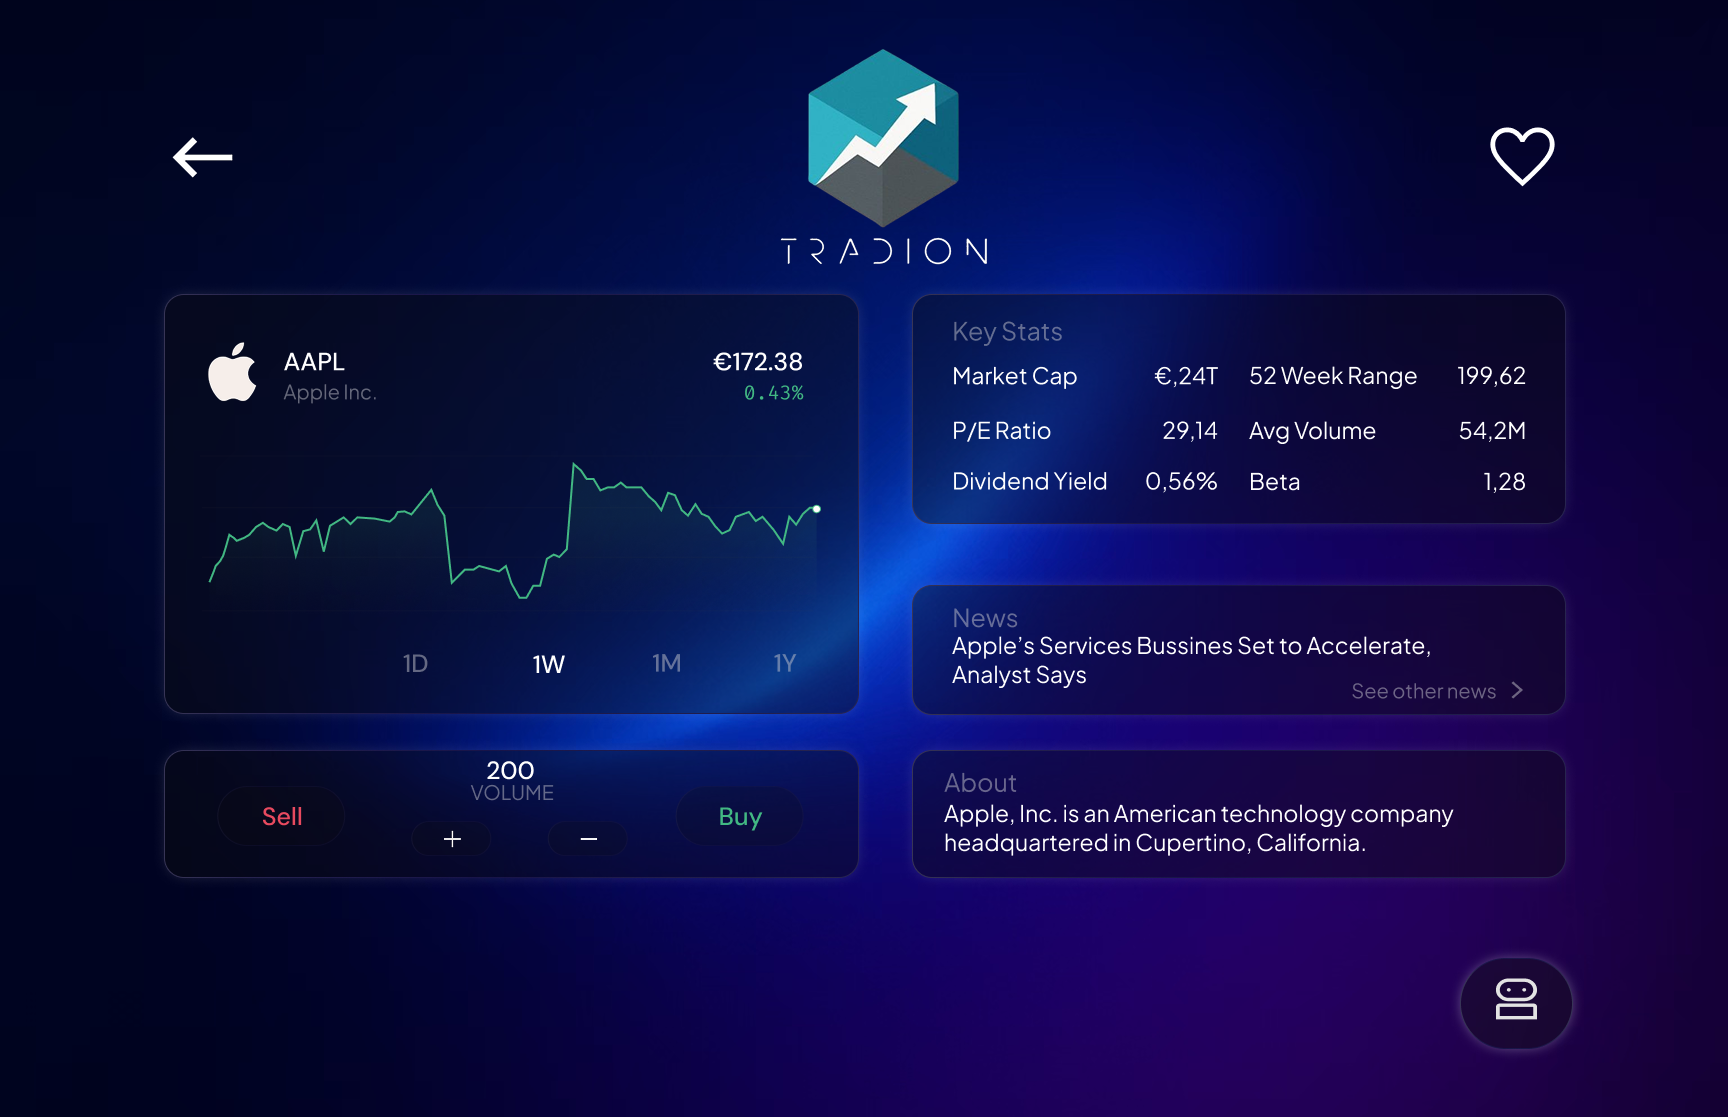 TRADION
AAPL
Apple Inc.
€172.38
0.43%
1D 1W 1M 1Y
200
VOLUME
Sell
+
−
Buy
Key Stats
Market Cap €,24T 52 Week Range 199,62
P/E Ratio 29,14 Avg Volume 54,2M
Dividend Yield 0,56% Beta 1,28
News
Apple’s Services Bussines Set to Accelerate,
Analyst Says
See other news
About
Apple, Inc. is an American technology company
headquartered in Cupertino, California.